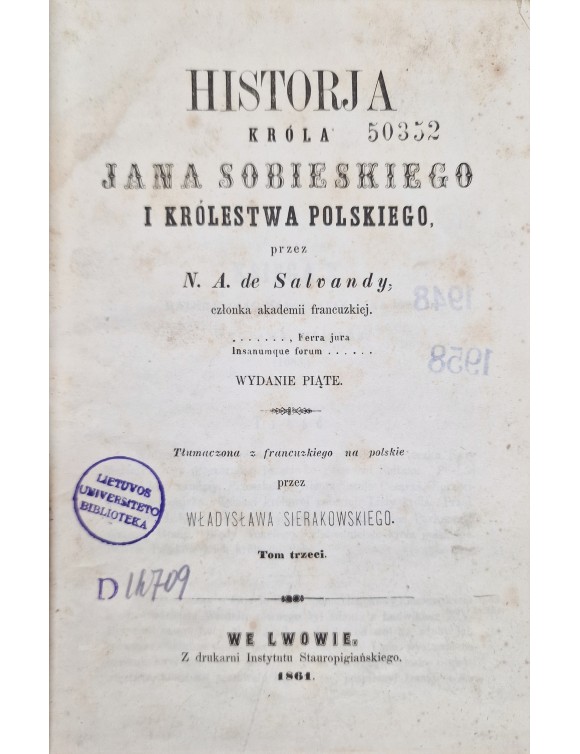 HISTORJA
KRÓLA
50352
JANA SOBIESKIEGO
I KRÓLESTWA POLSKIEGO,
przez
N. A. de Salvandy,
członka akademii francuzkiej.
1948
. . . . . . . , Ferra jura
Insanumque forum . . . . . .
1958
WYDANIE PIĄTE.
Tłumaczona z francuzkiego na polskie
przez
WŁADYSŁAWA SIERAKOWSKIEGO.
LIETUVOS
UNIVERSITETO
BIBLIOTEKA
Tom trzeci.
D 14709
WE LWOWIE.
Z drukarni Instytutu Stauropigiańskiego.
1861.